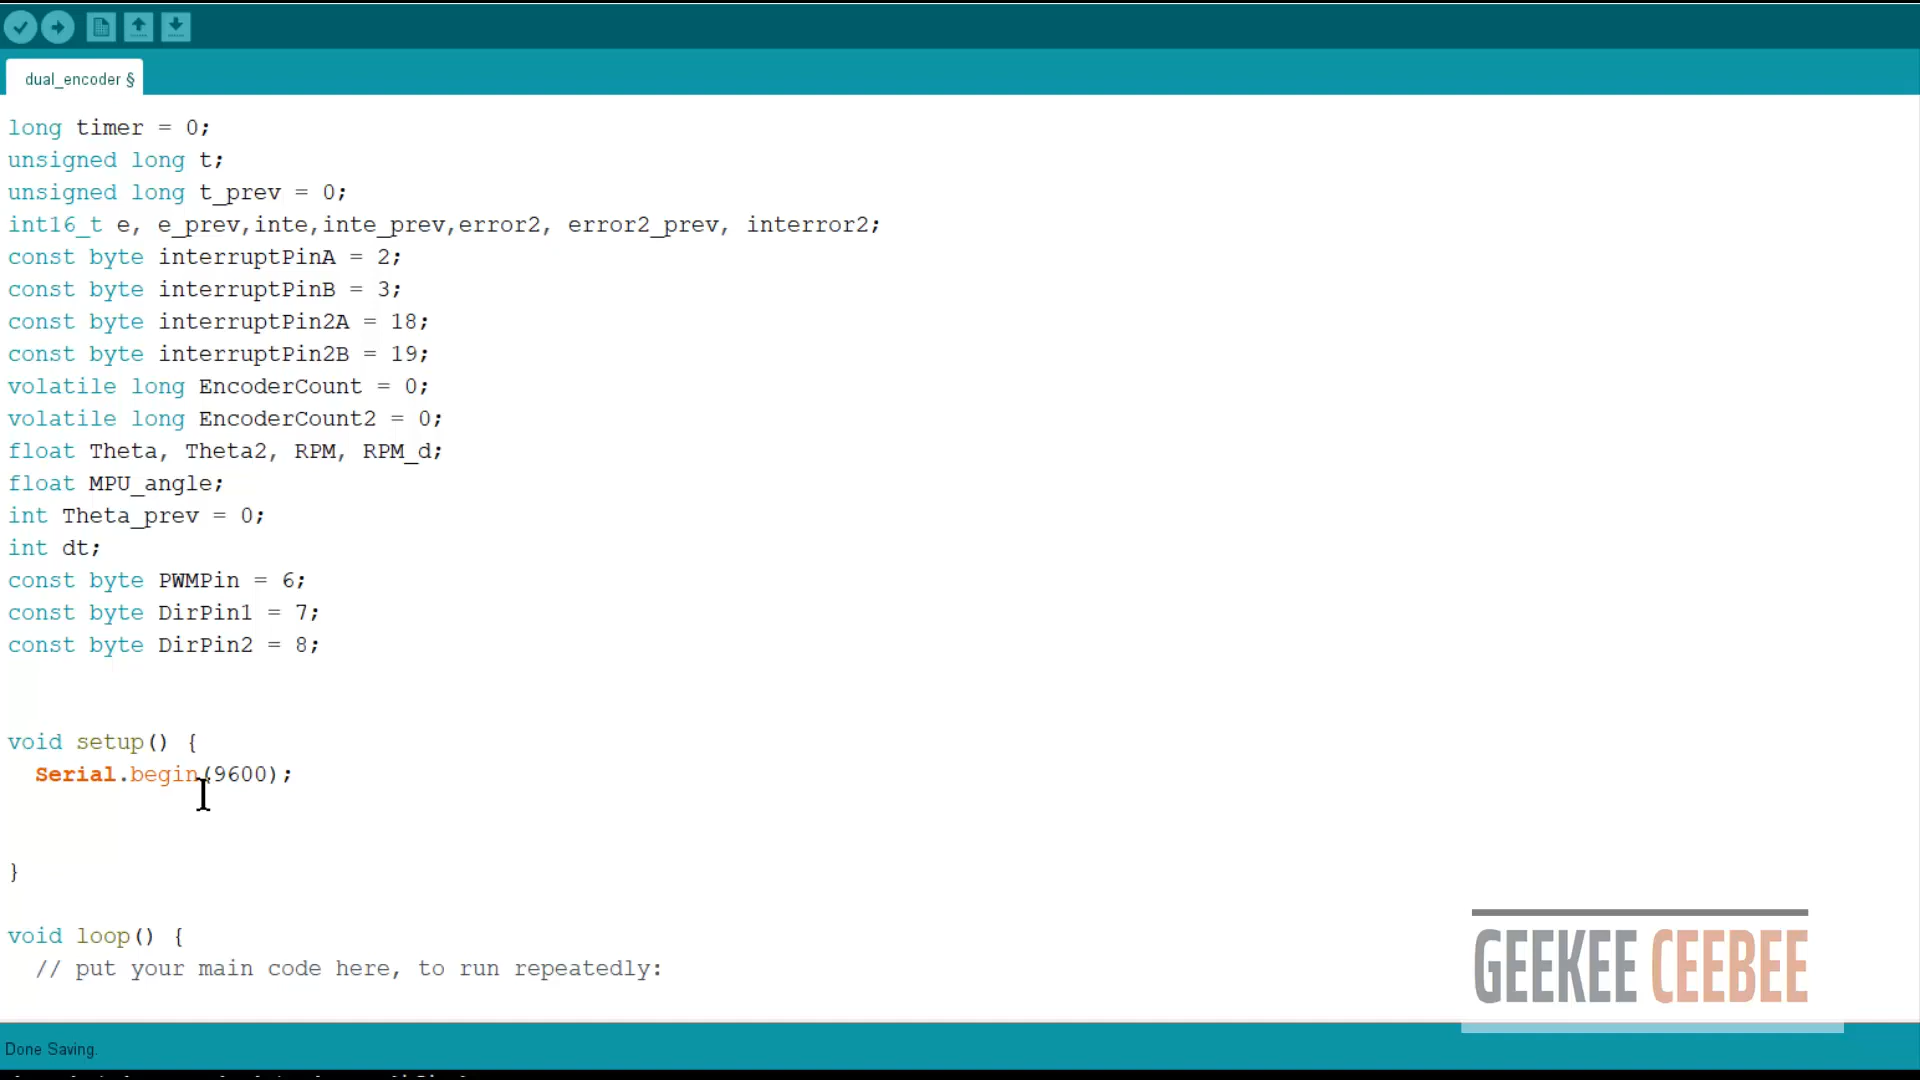 dual_encoder §
long timer = 0;
unsigned long t;
unsigned long t_prev = 0;
int16_t e, e_prev,inte,inte_prev,error2, error2_prev, interror2;
const byte interruptPinA = 2;
const byte interruptPinB = 3;
const byte interruptPin2A = 18;
const byte interruptPin2B = 19;
volatile long EncoderCount = 0;
volatile long EncoderCount2 = 0;
float Theta, Theta2, RPM, RPM_d;
float MPU_angle;
int Theta_prev = 0;
int dt;
const byte PWMPin = 6;
const byte DirPin1 = 7;
const byte DirPin2 = 8;
void setup() {
Serial.begin(9600);
}
void loop() {
// put your main code here, to run repeatedly:
GEEKEE CEEBEE
Done Saving.